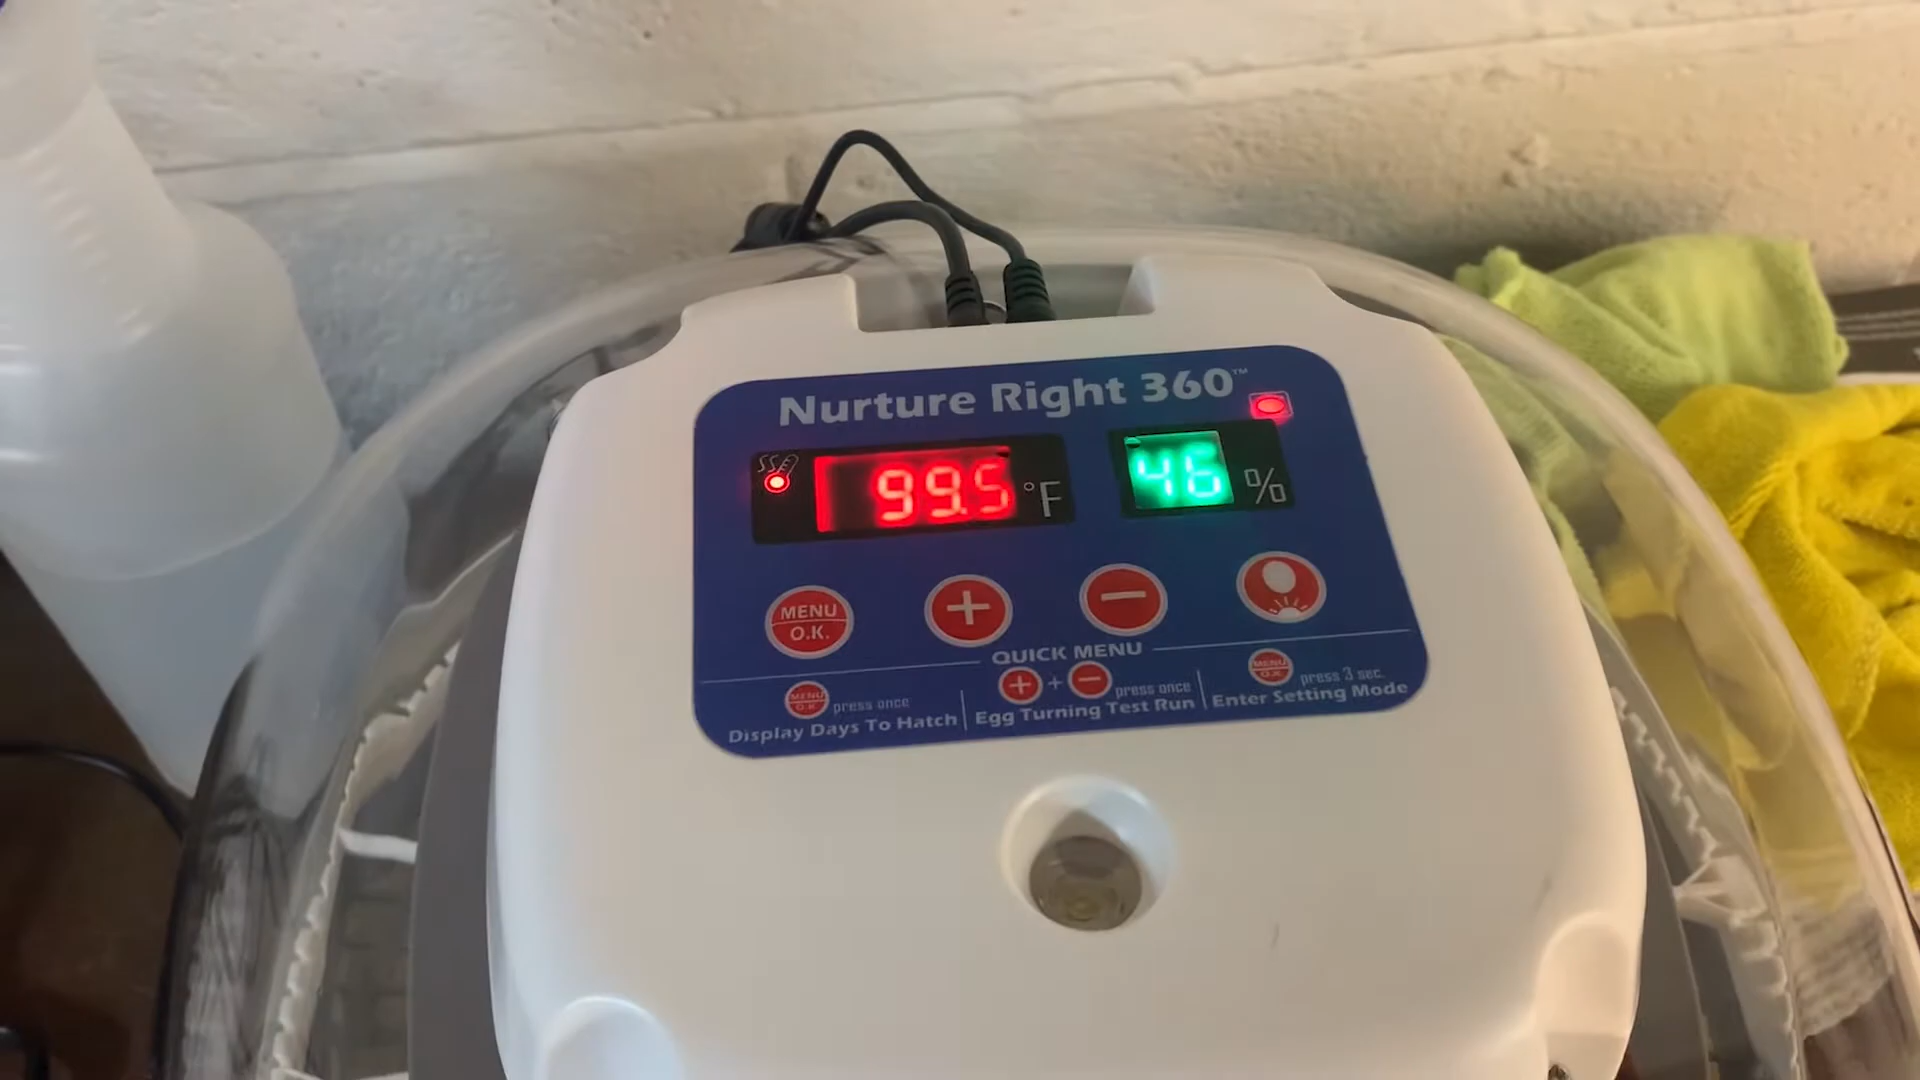 Nurture Right 360™
99.5 °F 46 %
MENU
O.K.
+ −
QUICK MENU
MENU
O.K. press once
Display Days To Hatch
+ + − press once
Egg Turning Test Run
MENU
O.K. press 3 sec.
Enter Setting Mode